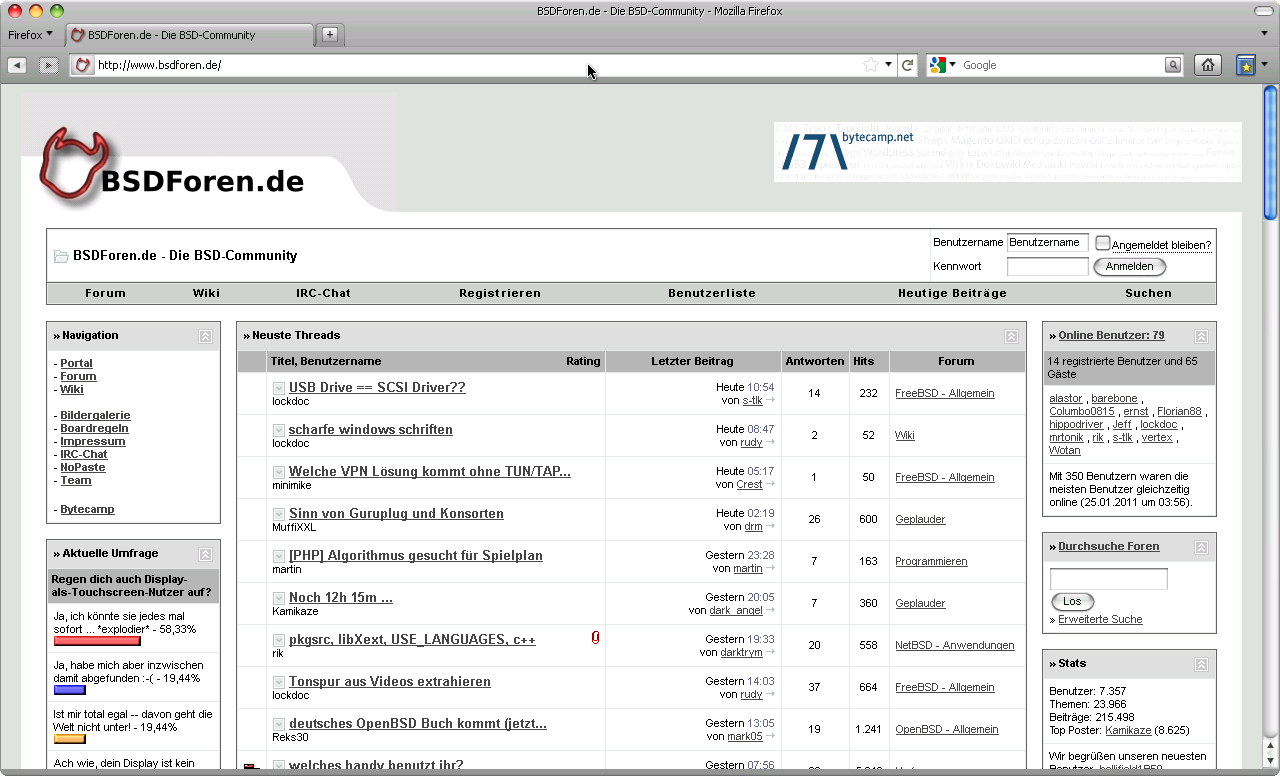 BSDForen.de - Die BSD-Community - Mozilla Firefox
Firefox
BSDForen.de - Die BSD-Community
http://www.bsdforen.de/
Google
BSDForen.de
/7\ bytecamp.net
BSDForen.de - Die BSD-Community
Benutzername Benutzername Angemeldet bleiben?
Kennwort Anmelden
Forum Wiki IRC-Chat Registrieren Benutzerliste Heutige Beiträge Suchen
» Navigation
- Portal
- Forum
- Wiki
- Bildergalerie
- Boardregeln
- Impressum
- IRC-Chat
- NoPaste
- Team
- Bytecamp
» Aktuelle Umfrage
Regen dich auch Display-
als-Touchscreen-Nutzer auf?
Ja, ich könnte sie jedes mal
sofort ... *explodier* - 58,33%
Ja, habe mich aber inzwischen
damit abgefunden :-( - 19,44%
Ist mir total egal -- davon geht die
Welt nicht unter! - 19,44%
Ach wie, dein Display ist kein
» Neuste Threads
Titel, Benutzername Rating Letzter Beitrag Antworten Hits Forum
USB Drive == SCSI Driver?? Heute 10:54
lockdoc von s-tlk 14 232 FreeBSD - Allgemein
scharfe windows schriften Heute 08:47
lockdoc von rudy 2 52 Wiki
Welche VPN Lösung kommt ohne TUN/TAP... Heute 05:17
minimike von Crest 1 50 FreeBSD - Allgemein
Sinn von Guruplug und Konsorten Heute 02:19
MuffiXXL von drm 26 600 Geplauder
[PHP] Algorithmus gesucht für Spielplan Gestern 23:28
martin von martin 7 163 Programmieren
Noch 12h 15m ... Gestern 20:05
Kamikaze von dark_angel 7 360 Geplauder
pkgsrc, libXext, USE_LANGUAGES, c++ Gestern 19:33
rik von darktrym 20 558 NetBSD - Anwendungen
Tonspur aus Videos extrahieren Gestern 14:03
lockdoc von rudy 37 664 FreeBSD - Allgemein
deutsches OpenBSD Buch kommt (jetzt... Gestern 13:05
Reks30 von mark05 19 1.241 OpenBSD - Allgemein
welches handy benutzt ihr? Gestern 07:56
» Online Benutzer: 79
14 registrierte Benutzer und 65
Gäste
alastor , barebone ,
Columbo0815 , ernst , Florian88 ,
hippodriver , Jeff , lockdoc ,
mrtonik , rik , s-tlk , vertex ,
Wotan
Mit 350 Benutzern waren die
meisten Benutzer gleichzeitig
online (25.01.2011 um 03:56).
» Durchsuche Foren
Los
» Erweiterte Suche
» Stats
Benutzer: 7.357
Themen: 23.966
Beiträge: 215.498
Top Poster: Kamikaze (8.625)
Wir begrüßen unseren neuesten